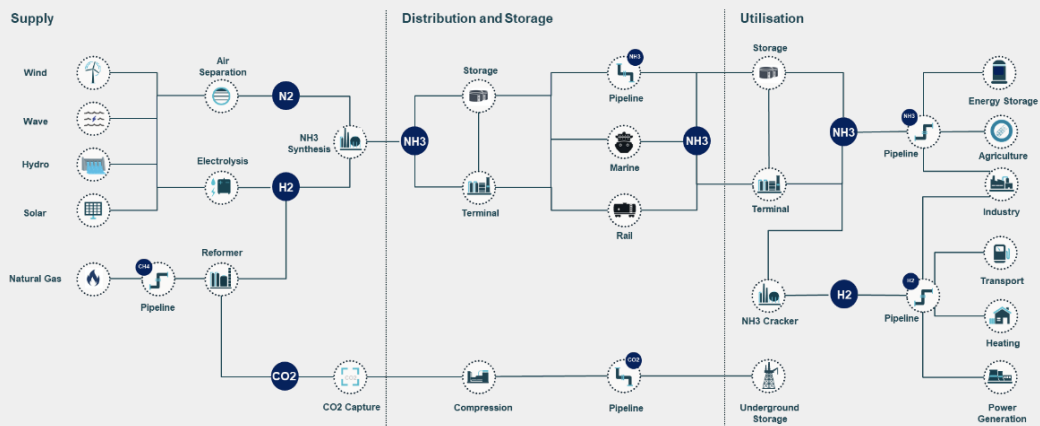 Supply
Distribution and Storage
Utilisation
Wind
Wave
Hydro
Solar
Natural Gas
Air
Separation
N2
Electrolysis
H2
NH3
Synthesis
CH4
Pipeline
Reformer
CO2
CO2 Capture
NH3
Storage
Terminal
NH3
Pipeline
Marine
Rail
NH3
Compression
CO2
Pipeline
Storage
Terminal
NH3
NH3
Pipeline
Energy Storage
Agriculture
Industry
NH3 Cracker
H2
H2
Pipeline
Transport
Heating
Power
Generation
Underground
Storage